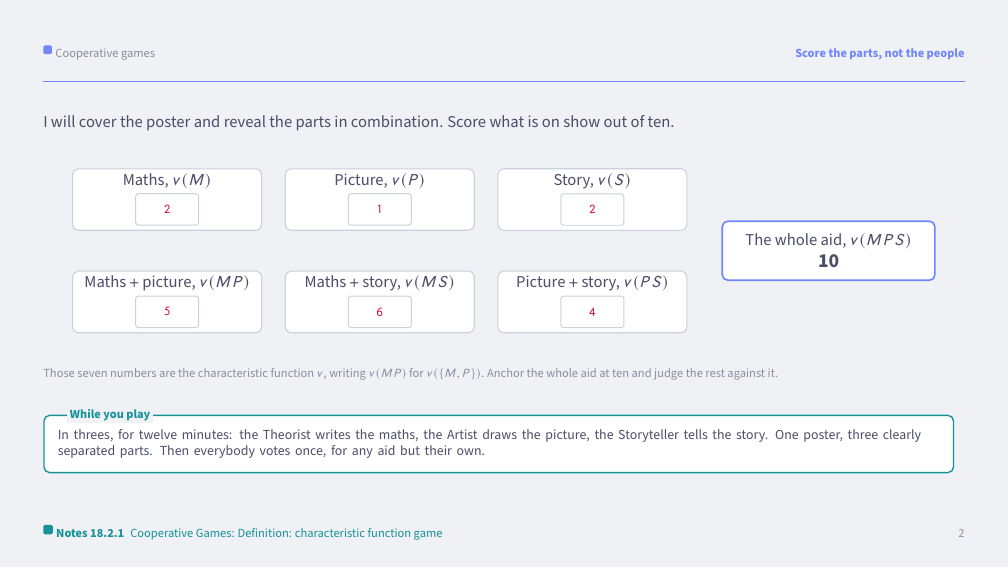 Cooperative games
Score the parts, not the people
I will cover the poster and reveal the parts in combination. Score what is on show out of ten.
Maths, v(M)
2
Picture, v(P)
1
Story, v(S)
2
The whole aid, v(MPS)
10
Maths + picture, v(MP)
5
Maths + story, v(MS)
6
Picture + story, v(PS)
4
Those seven numbers are the characteristic function v, writing v(MP) for v({M, P}). Anchor the whole aid at ten and judge the rest against it.
While you play
In threes, for twelve minutes: the Theorist writes the maths, the Artist draws the picture, the Storyteller tells the story. One poster, three clearly
separated parts. Then everybody votes once, for any aid but their own.
Notes 18.2.1 Cooperative Games: Definition: characteristic function game
2